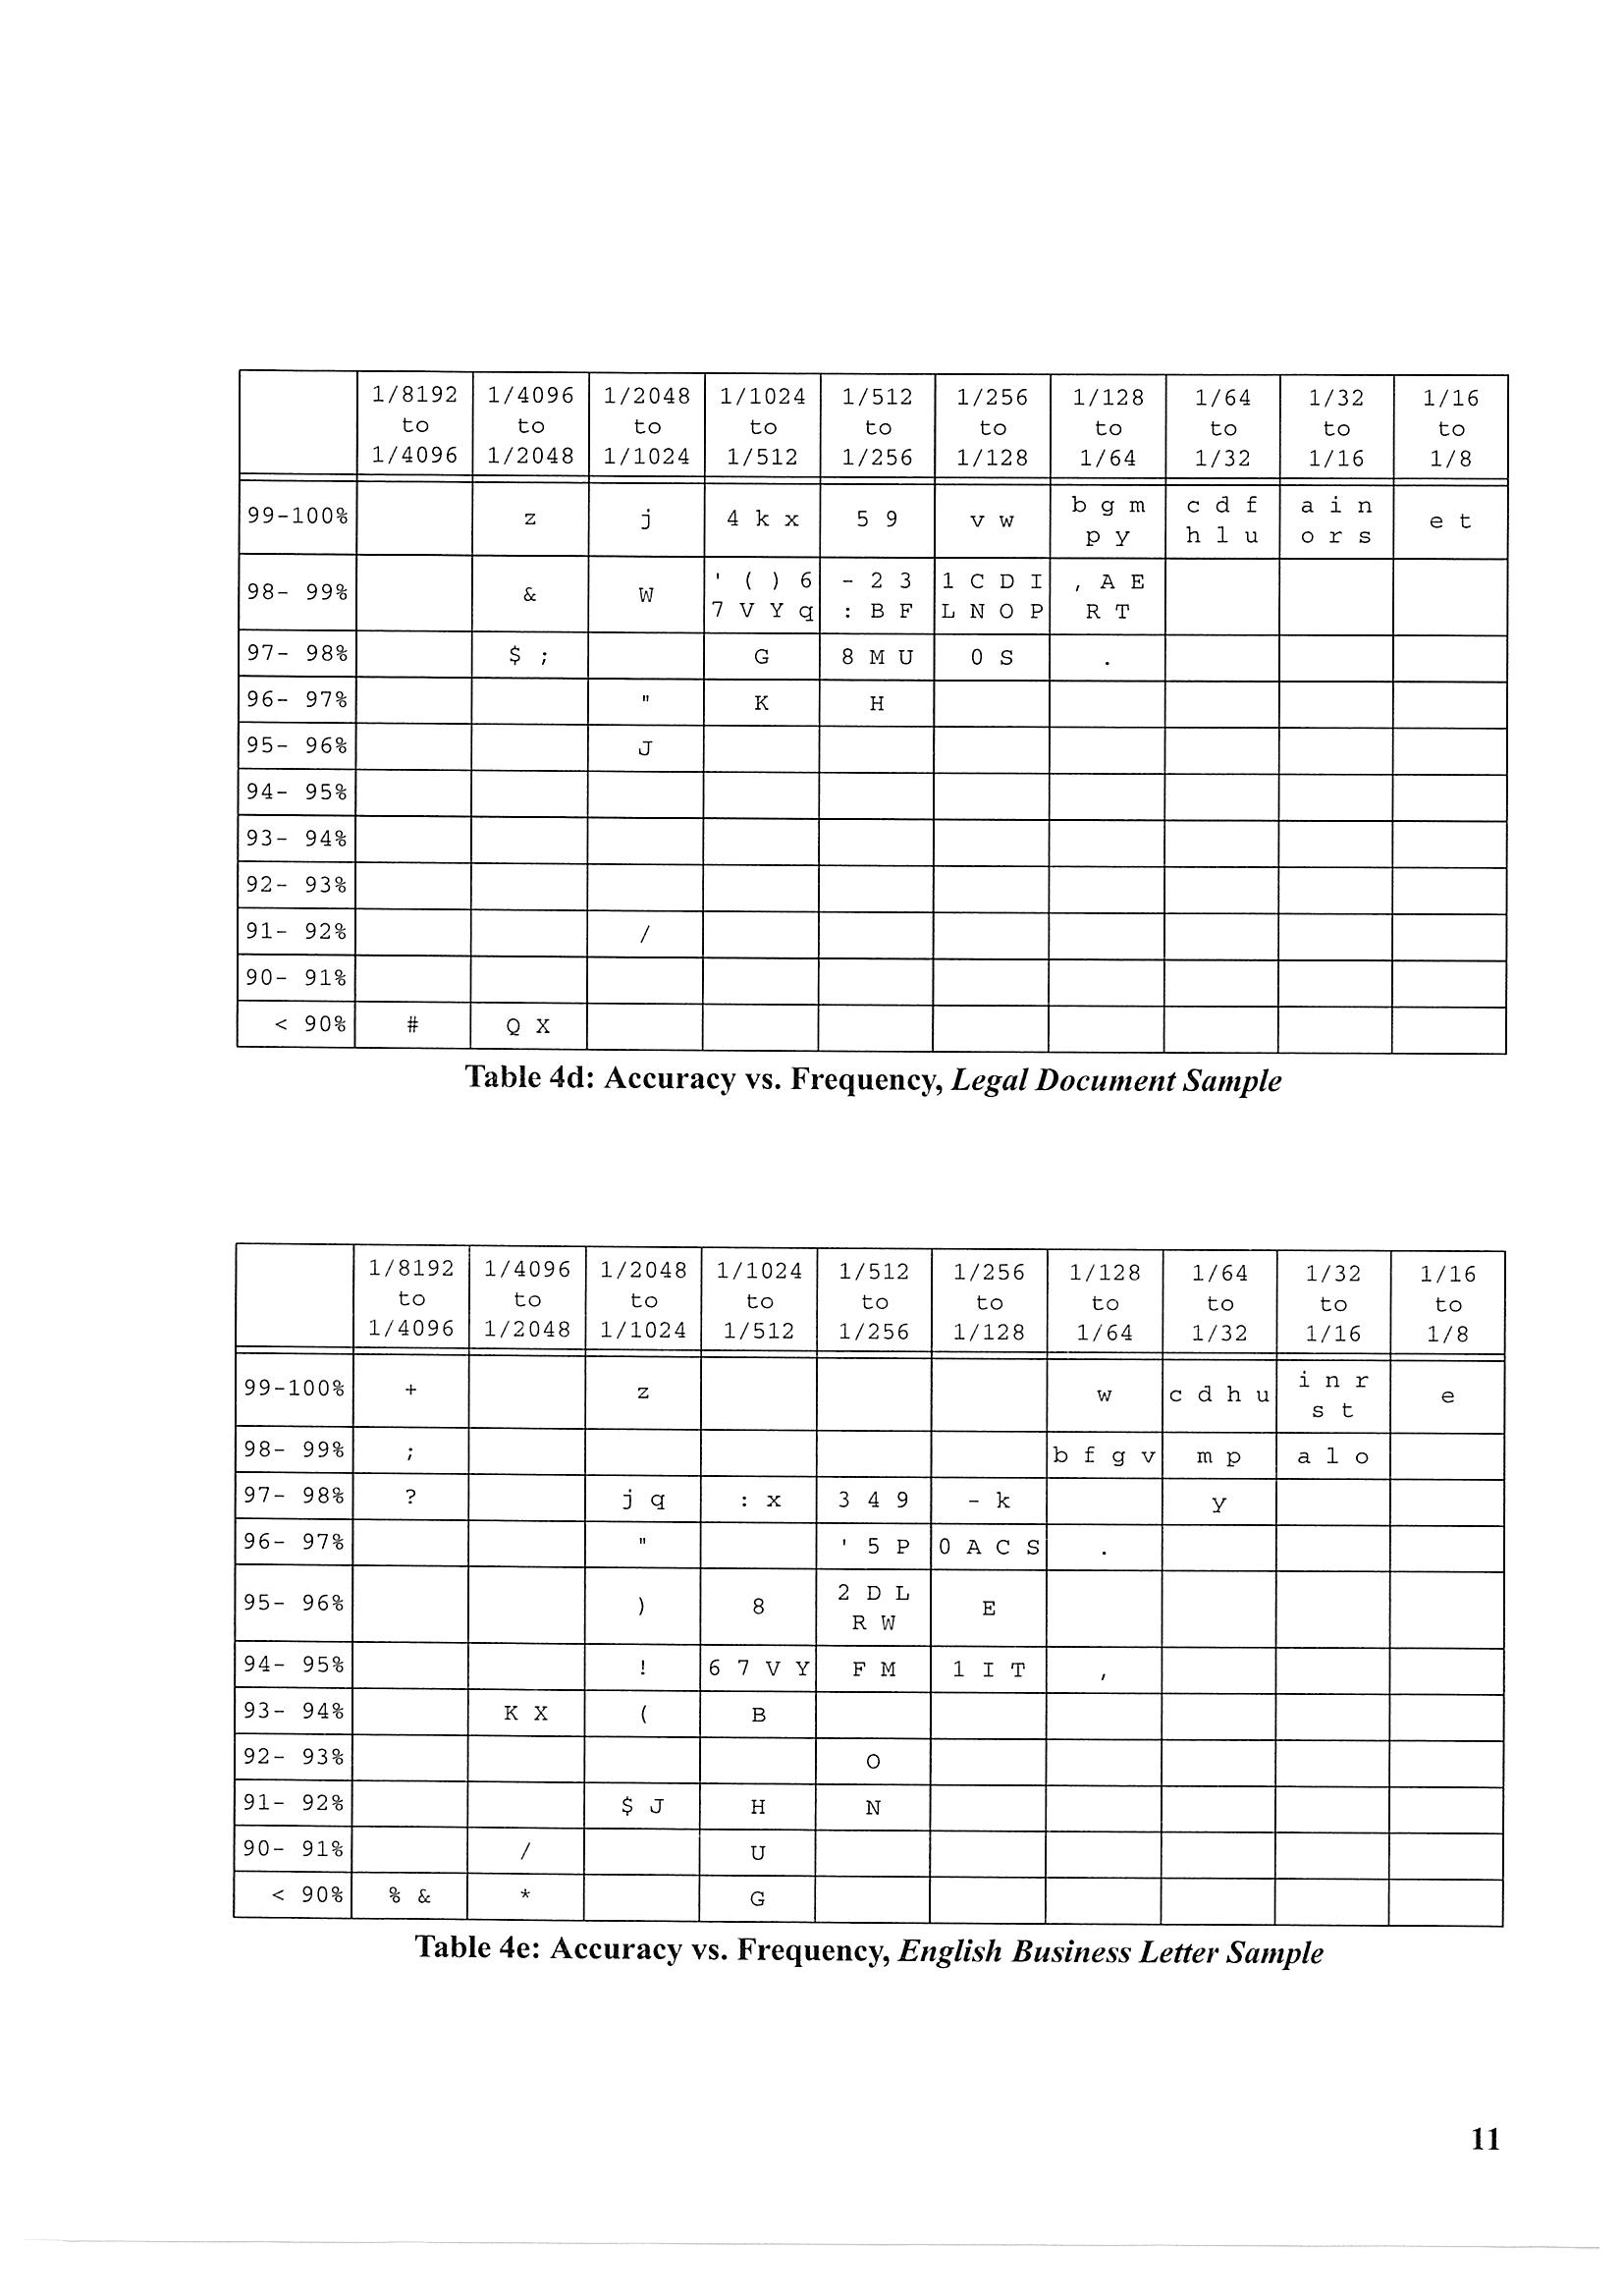 1/8192 1/4096 1/2048 1/1024 1/512 1/256 1/128 1/64 1/32 1/16
to to to to to to to to to to
1/4096 1/2048 1/1024 1/512 1/256 1/128 1/64 1/32 1/16 1/8
99-100% z j 4 k x 5 9 v w b g m p y c d f h l u a i n o r s e t
98- 99% & W ' ( ) 6 7 V Y q - 2 3 : B F 1 C D I L N O P , A E R T
97- 98% $ ; G 8 M U 0 S .
96- 97% " K H
95- 96% J
94- 95%
93- 94%
92- 93%
91- 92% /
90- 91%
< 90% # Q X
Table 4d: Accuracy vs. Frequency, Legal Document Sample
1/8192 1/4096 1/2048 1/1024 1/512 1/256 1/128 1/64 1/32 1/16
to to to to to to to to to to
1/4096 1/2048 1/1024 1/512 1/256 1/128 1/64 1/32 1/16 1/8
99-100% + z w c d h u i n r s t e
98- 99% ; b f g v m p a l o
97- 98% ? j q : x 3 4 9 - k y
96- 97% " ' 5 P 0 A C S .
95- 96% ) 8 2 D L R W E
94- 95% ! 6 7 V Y F M 1 I T ,
93- 94% K X ( B
92- 93% O
91- 92% $ J H N
90- 91% / U
< 90% % & * G
Table 4e: Accuracy vs. Frequency, English Business Letter Sample
11